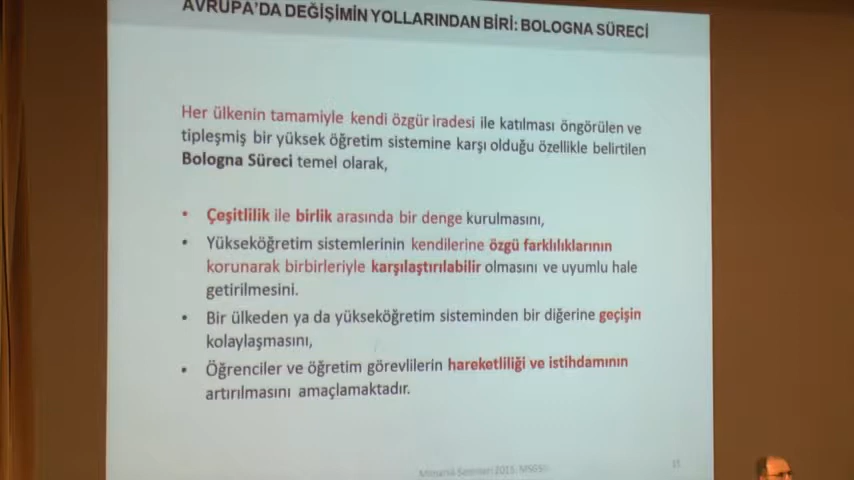 AVRUPA'DA DEĞİŞİMİN YOLLARINDAN BİRİ: BOLOGNA SÜRECİ
Her ülkenin tamamiyle kendi özgür iradesi ile katılması öngörülen ve
tipleşmiş bir yüksek öğretim sistemine karşı olduğu özellikle belirtilen
Bologna Süreci temel olarak,
• Çeşitlilik ile birlik arasında bir denge kurulmasını,
• Yükseköğretim sistemlerinin kendilerine özgü farklılıklarının
korunarak birbirleriyle karşılaştırılabilir olmasını ve uyumlu hale
getirilmesini.
• Bir ülkeden ya da yükseköğretim sisteminden bir diğerine geçişin
kolaylaşmasını,
• Öğrenciler ve öğretim görevlilerin hareketliliği ve istihdamının
artırılmasını amaçlamaktadır.
2015, MSGSÜ
15